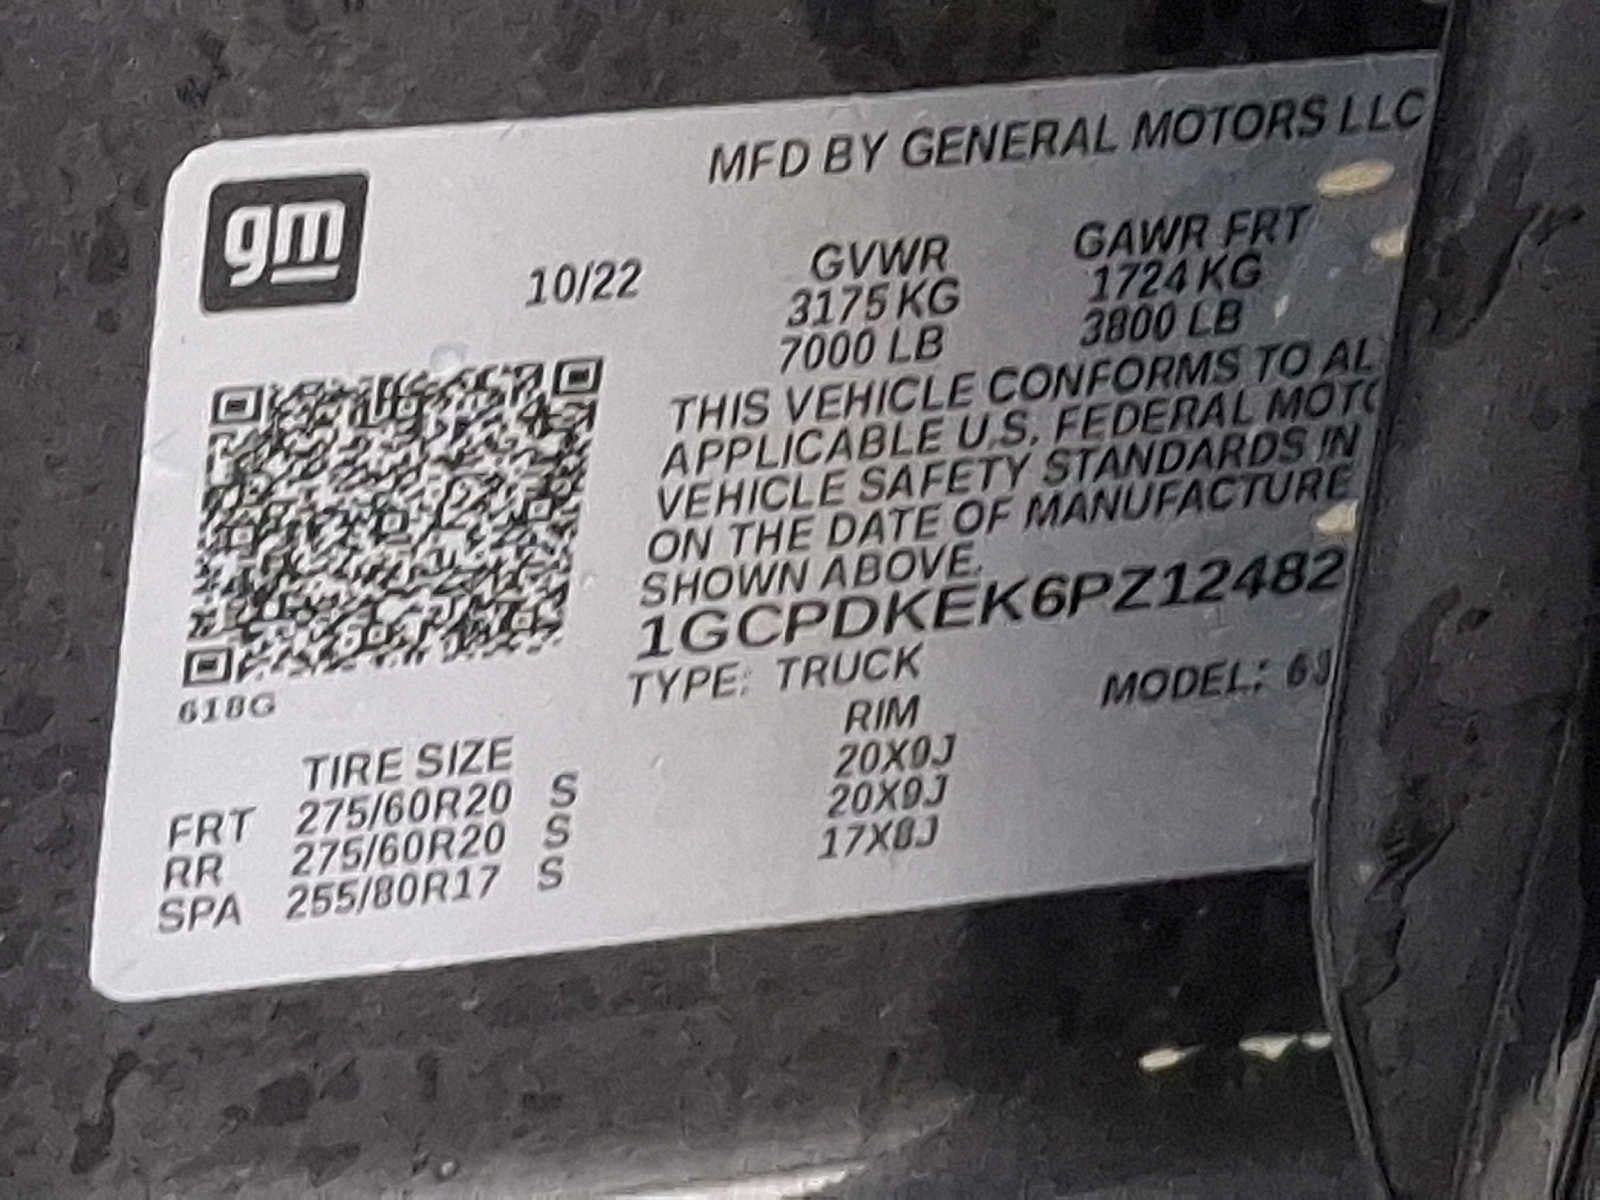 MFD BY GENERAL MOTORS LLC
gm
10/22
GVWR GAWR FRT
3175 KG 1724 KG
7000 LB 3800 LB
THIS VEHICLE CONFORMS TO AL
APPLICABLE U.S. FEDERAL MOTO
VEHICLE SAFETY STANDARDS IN
ON THE DATE OF MANUFACTURE
SHOWN ABOVE.
1GCPDKEK6PZ12482
TYPE: TRUCK MODEL:
618G
TIRE SIZE RIM
FRT 275/60R20 S 20X9J
RR 275/60R20 S 20X9J
SPA 255/80R17 S 17X8J